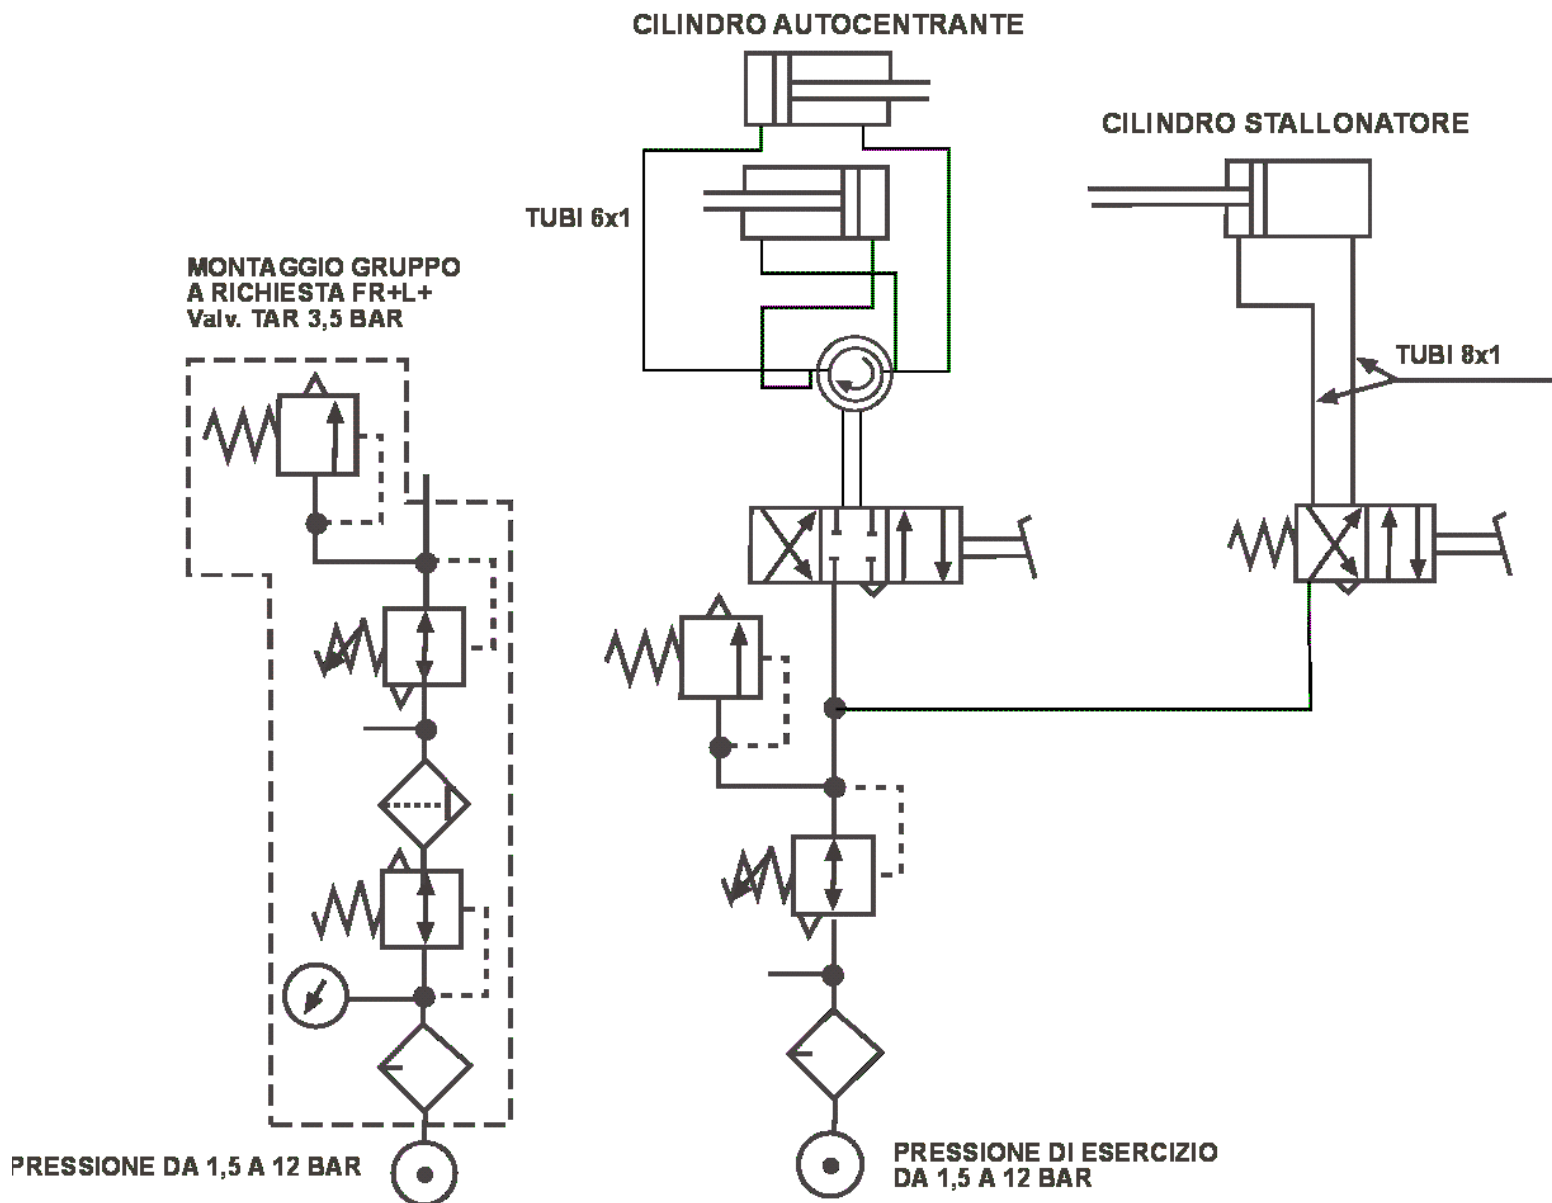 CILINDRO AUTOCENTRANTE
CILINDRO STALLONATORE
TUBI 6x1
MONTAGGIO GRUPPO
A RICHIESTA FR+L+
Valv. TAR 3,5 BAR
TUBI 8x1
PRESSIONE DA 1,5 A 12 BAR
PRESSIONE DI ESERCIZIO
DA 1,5 A 12 BAR